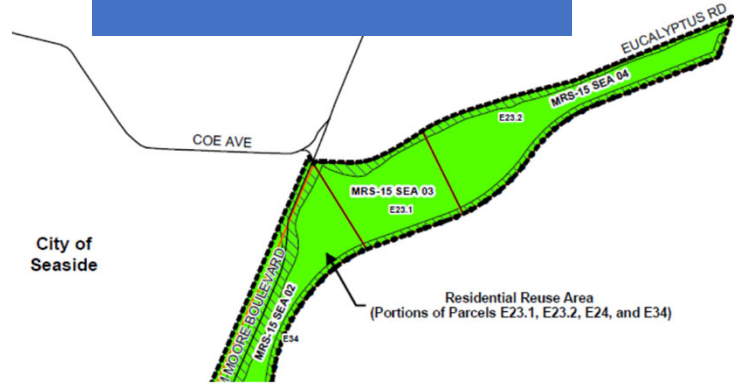 EUCALYPTUS RD
MRS-15 SEA 04
E23.2
COE AVE
MRS-15 SEA 03
E23.1
City of
Seaside
MOORE BOULEVARD
MRS-15 SEA 02
E34
Residential Reuse Area
(Portions of Parcels E23.1, E23.2, E24, and E34)